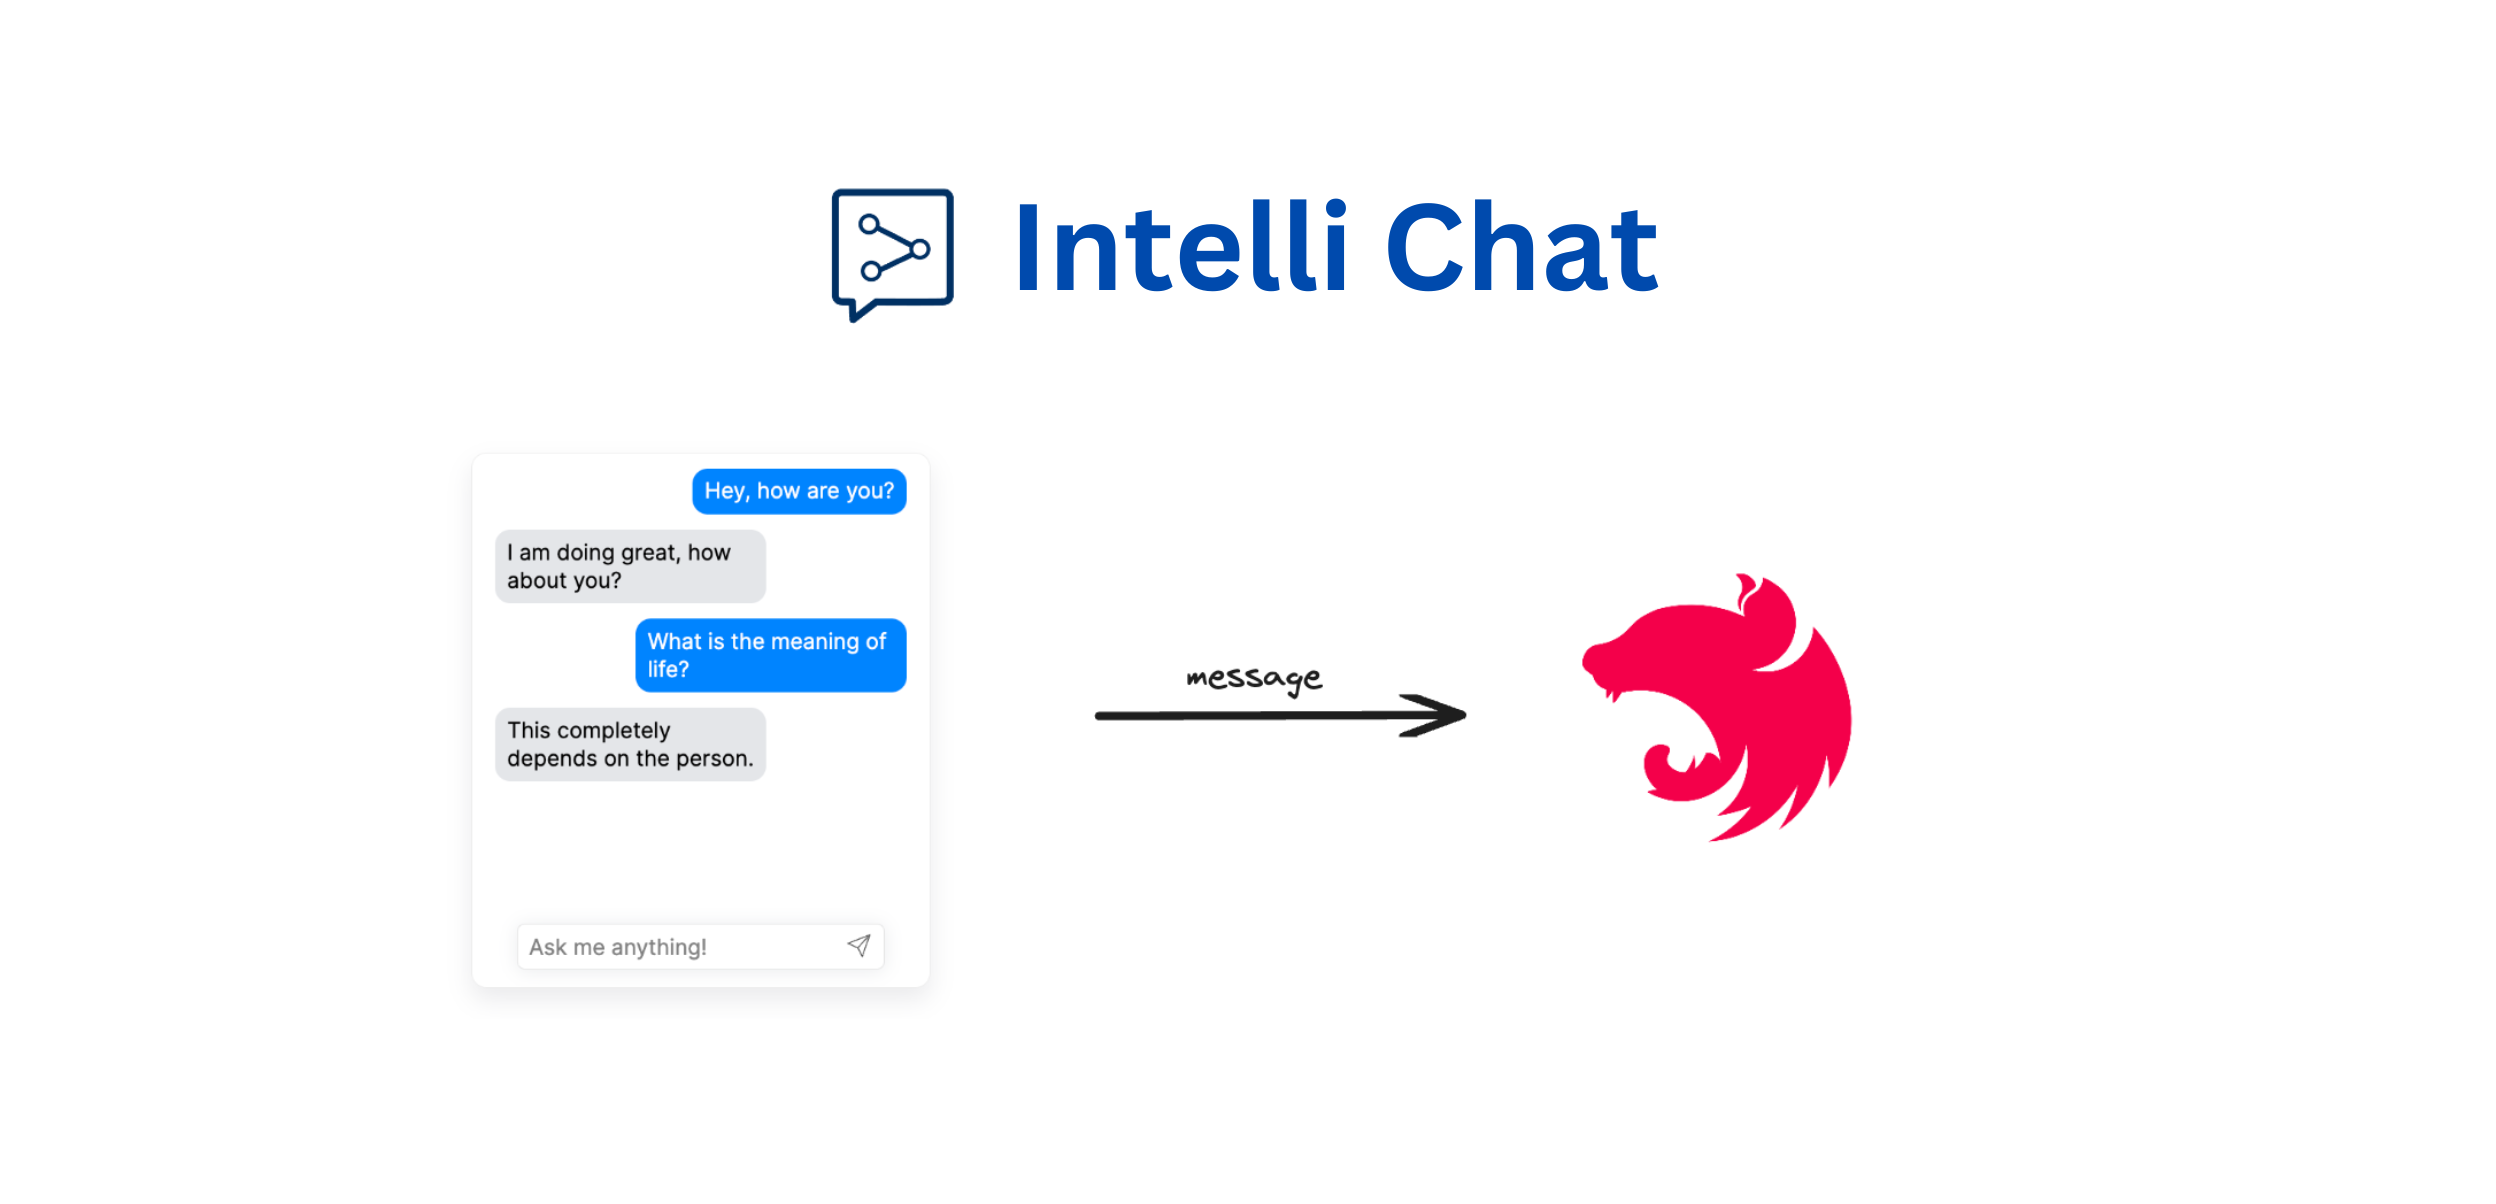 Intelli Chat
Hey, how are you?
I am doing great, how
about you?
What is the meaning of
life?
This completely
depends on the person.
Ask me anything!
message